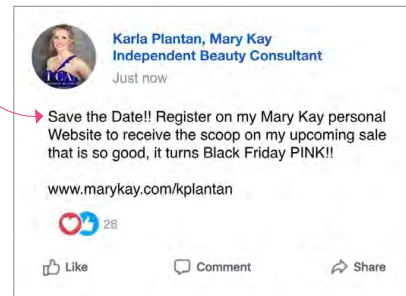 Karla Plantan, Mary Kay
Independent Beauty Consultant
Just now
Save the Date!! Register on my Mary Kay personal
Website to receive the scoop on my upcoming sale
that is so good, it turns Black Friday PINK!!
www.marykay.com/kplantan
28
Like
Comment
Share